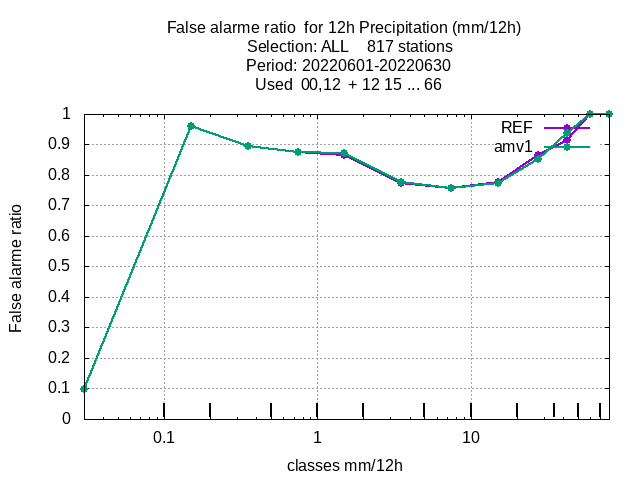 False alarme ratio  for 12h Precipitation (mm/12h)
Selection: ALL    817 stations
Period: 20220601-20220630
Used  00,12  + 12 15 ... 66
REF
amv1
1
0.9
0.8
0.7
0.6
0.5
0.4
0.3
0.2
0.1
0
False alarme ratio
0.1 1 10
classes mm/12h